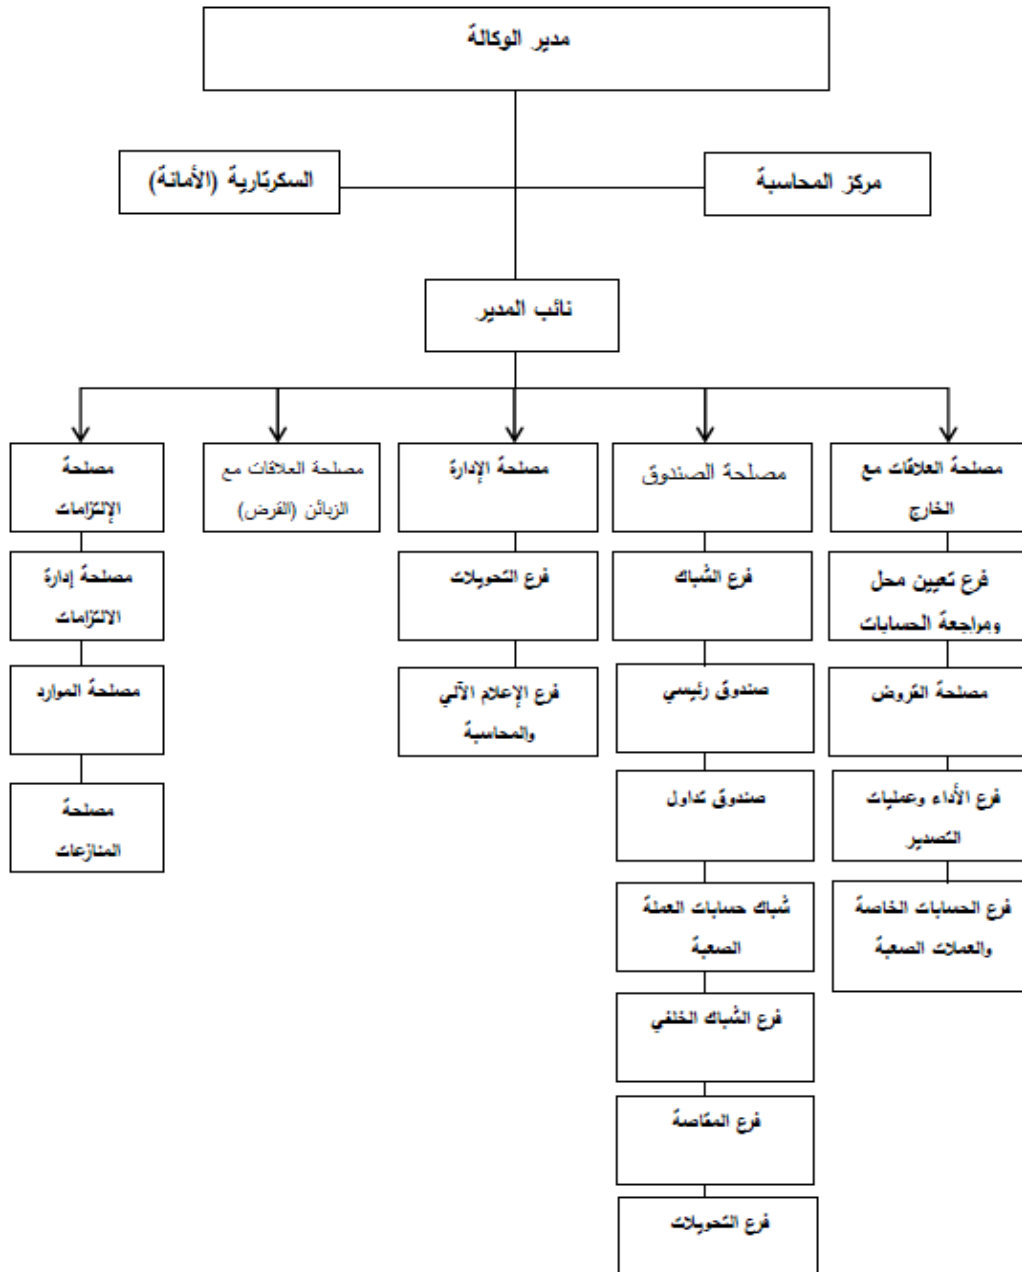 مدير الوكالة
مركز المحاسبة
السكرتارية (الأمانة)
نائب المدير
مصلحة العلاقات مع
الخارج
مصلحة الصندوق
مصلحة الإدارة
مصلحة العلاقات مع
الزبائن (القرض)
مصلحة
الإلتزامات
فرع تعيين محل
ومراجعة الحسابات
فرع الشباك
فرع التحويلات
مصلحة إدارة
الالتزامات
مصلحة القروض
صندوق رئيسي
فرع الإعلام الآلي
والمحاسبة
مصلحة الموارد
فرع الأداء وعمليات
التصدير
صندوق تداول
مصلحة
المنازعات
فرع الحسابات الخاصة
والعملات الصعبة
شباك حسابات العملة
الصعبة
فرع الشباك الخلفي
فرع المقاصة
فرع التحويلات